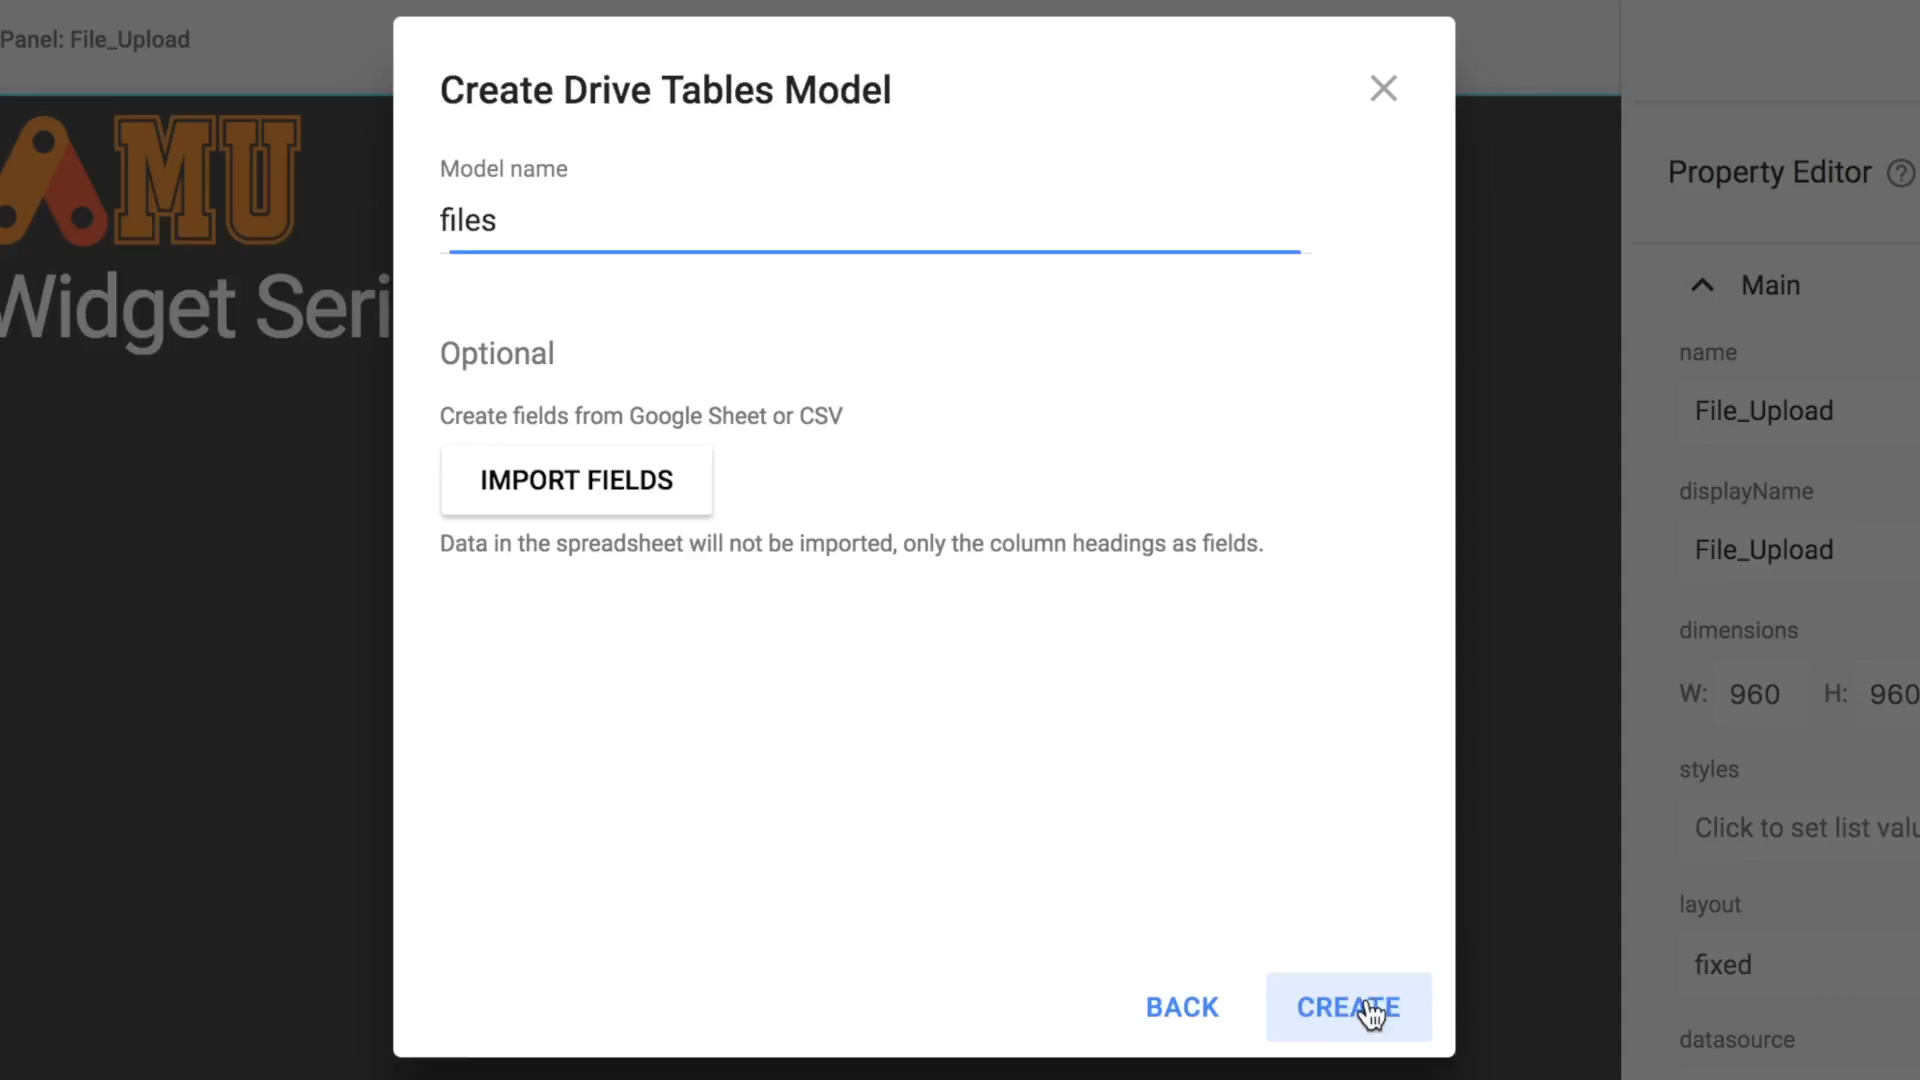 Panel: File_Upload
MU
Widget Seri
Create Drive Tables Model
Model name
files
Optional
Create fields from Google Sheet or CSV
IMPORT FIELDS
Data in the spreadsheet will not be imported, only the column headings as fields.
BACK
CREATE
Property Editor ?
Main
name
File_Upload
displayName
File_Upload
dimensions
W: 960 H: 960
styles
Click to set list valu
layout
fixed
datasource